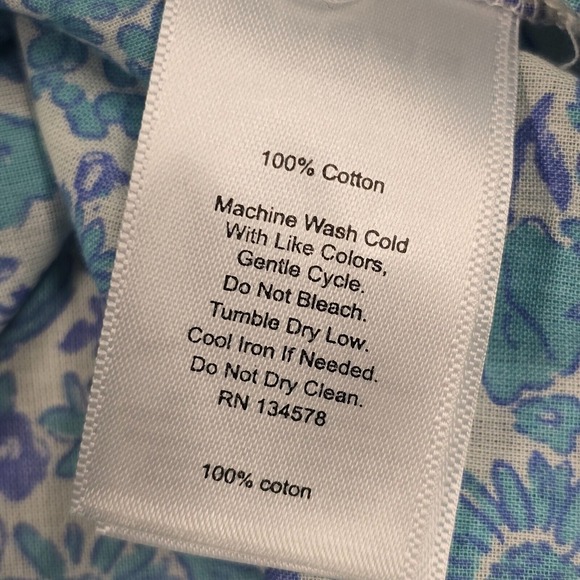 100% Cotton
Machine Wash Cold
With Like Colors,
Gentle Cycle.
Do Not Bleach.
Tumble Dry Low.
Cool Iron If Needed.
Do Not Dry Clean.
RN 134578
100% coton